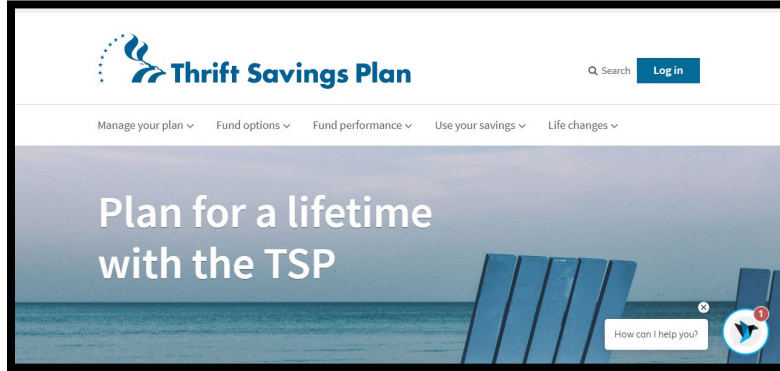 Thrift Savings Plan
Search
Log in
Manage your plan
Fund options
Fund performance
Use your savings
Life changes
Plan for a lifetime
with the TSP
How can I help you?
1